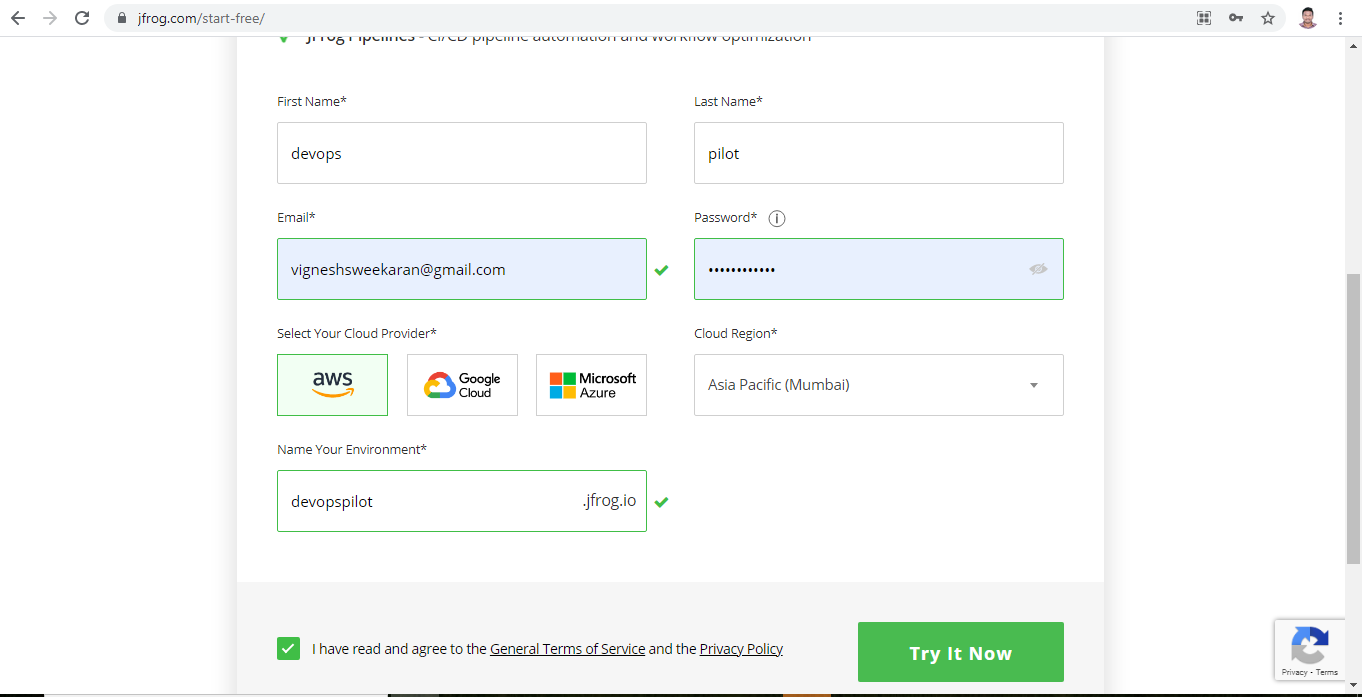 jfrog.com/start-free/
JFrog Pipelines - CI/CD pipeline automation and workflow optimization
First Name*
Last Name*
devops
pilot
Email*
Password* i
vigneshsweekaran@gmail.com
••••••••••••
Select Your Cloud Provider*
Cloud Region*
aws
Google Cloud
Microsoft Azure
Asia Pacific (Mumbai)
Name Your Environment*
devopspilot .jfrog.io
I have read and agree to the General Terms of Service and the Privacy Policy
Try It Now
Privacy - Terms